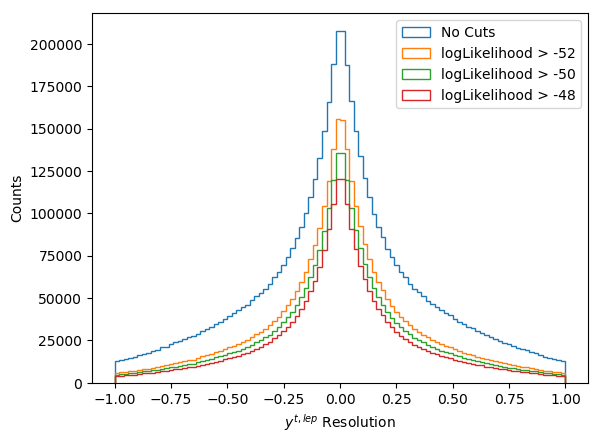 No Cuts
logLikelihood > -52
logLikelihood > -50
logLikelihood > -48
Counts
200000
175000
150000
125000
100000
75000
50000
25000
0
−1.00 −0.75 −0.50 −0.25 0.00 0.25 0.50 0.75 1.00
y^{t,lep} Resolution